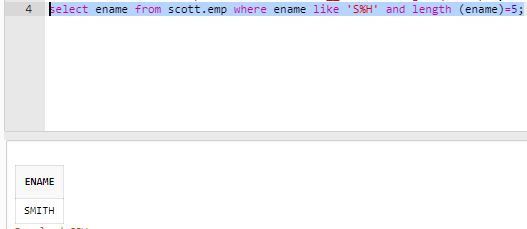 4 select ename from scott.emp where ename like 'S%H' and length (ename)=5;
ENAME
SMITH